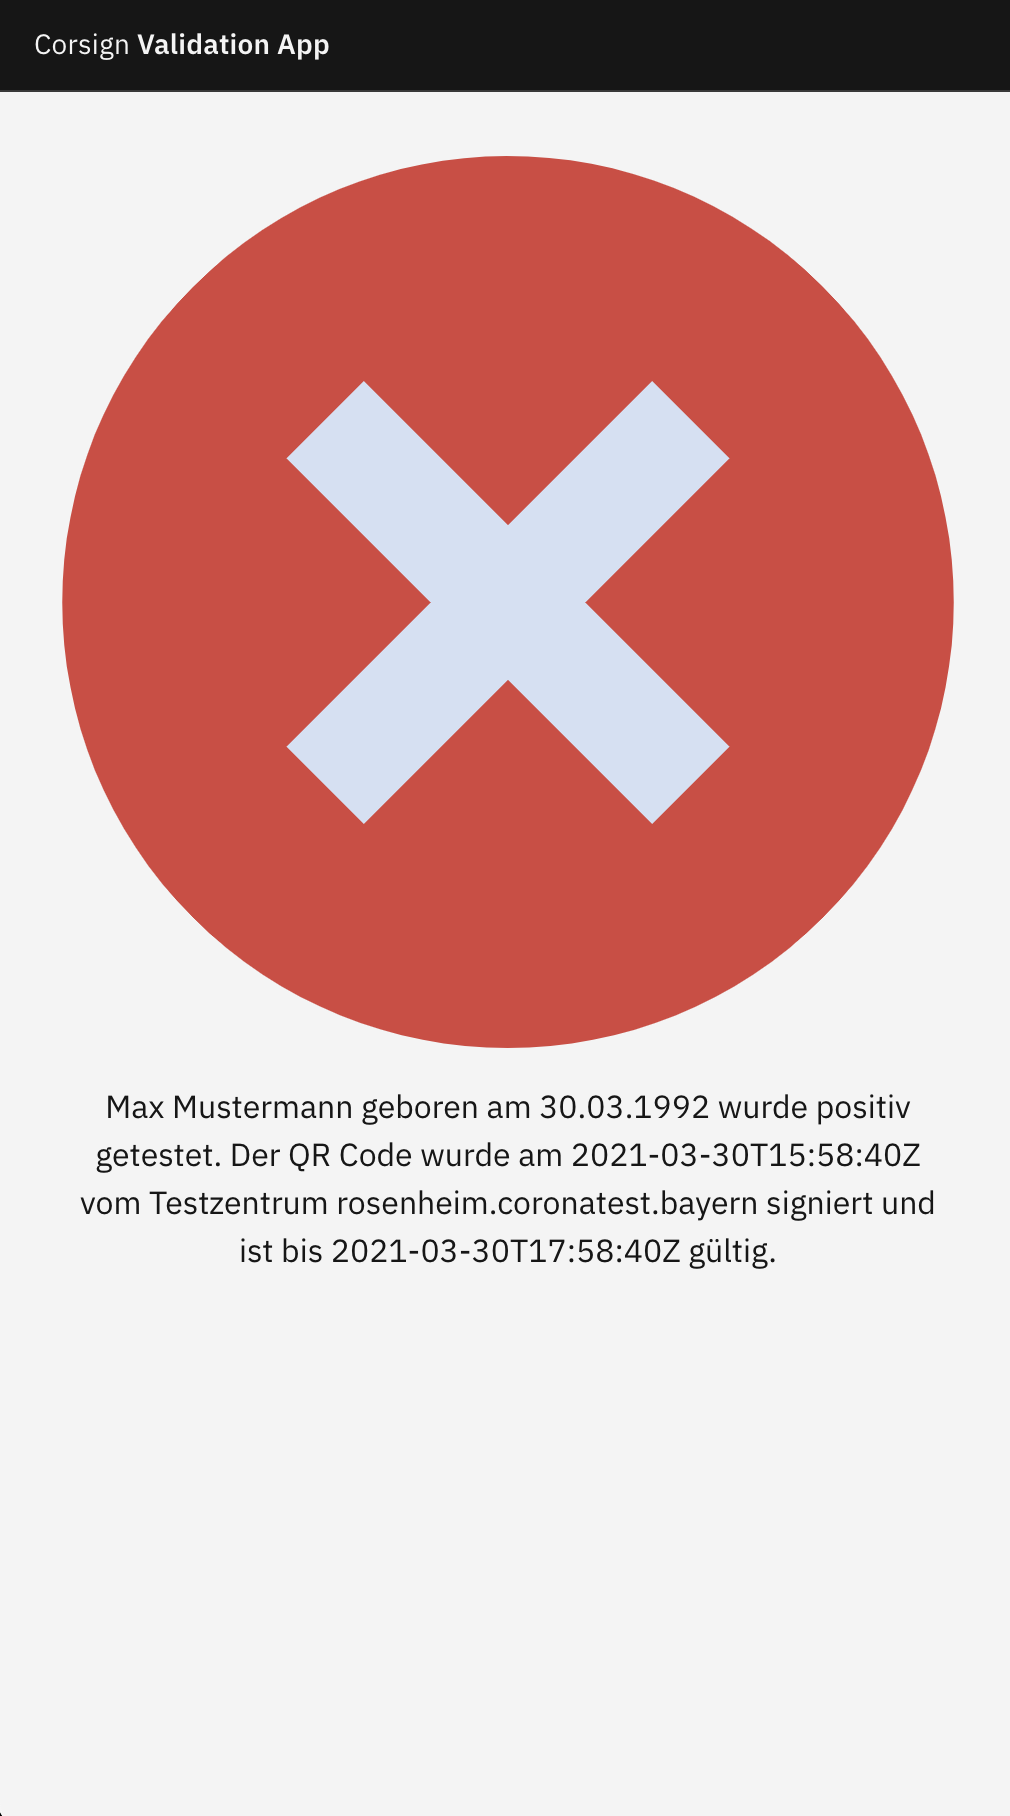 Corsign Validation App
Max Mustermann geboren am 30.03.1992 wurde positiv
getestet. Der QR Code wurde am 2021-03-30T15:58:40Z
vom Testzentrum rosenheim.coronatest.bayern signiert und
ist bis 2021-03-30T17:58:40Z gültig.